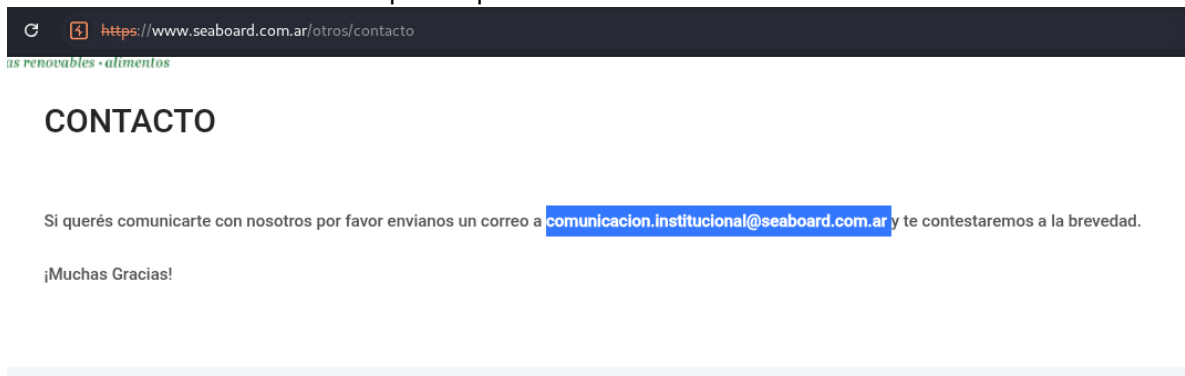 https://www.seaboard.com.ar/otros/contacto
as renovables • alimentos
CONTACTO
Si querés comunicarte con nosotros por favor envianos un correo a comunicacion.institucional@seaboard.com.ar y te contestaremos a la brevedad.
¡Muchas Gracias!